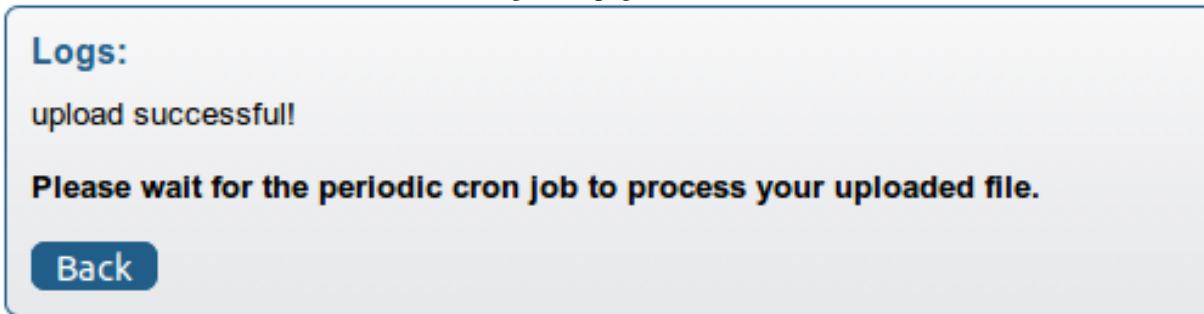 Logs:
upload successful!
Please wait for the periodic cron job to process your uploaded file.
Back